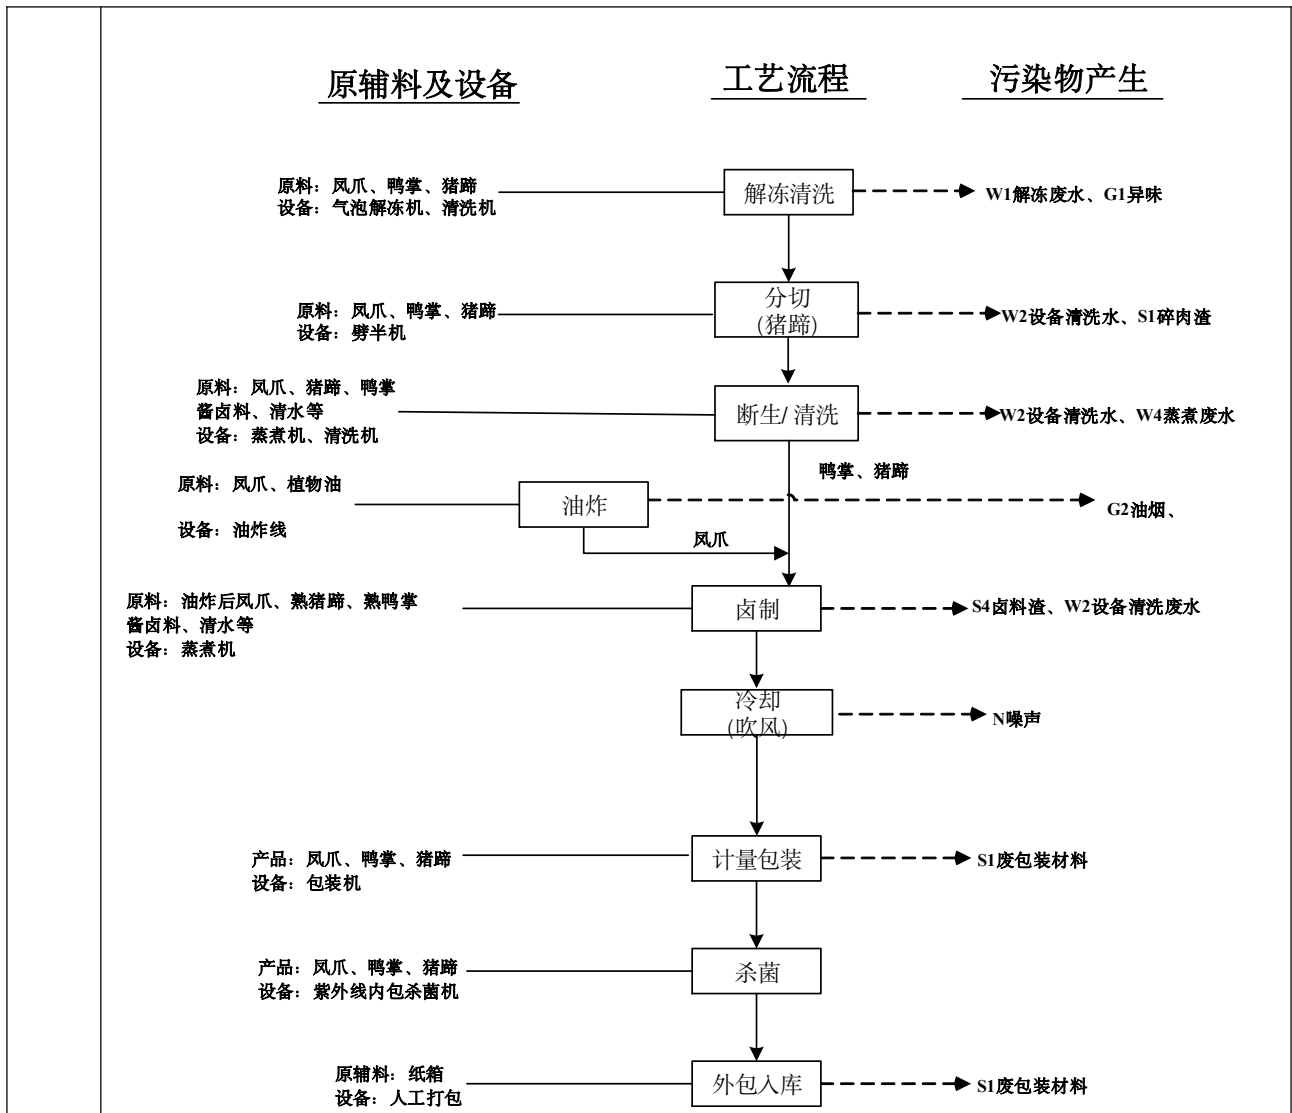 原辅料及设备
工艺流程
污染物产生
原料：凤爪、鸭掌、猪蹄
设备：气泡解冻机、清洗机
解冻清洗
W1解冻废水、G1异味
原料：凤爪、鸭掌、猪蹄
设备：劈半机
分切
(猪蹄)
W2设备清洗水、S1碎肉渣
原料：凤爪、猪蹄、鸭掌
酱卤料、清水等
设备：蒸煮机、清洗机
断生/ 清洗
W2设备清洗水、W4蒸煮废水
鸭掌、猪蹄
原料：凤爪、植物油
设备：油炸线
油炸
G2油烟、
凤爪
原料：油炸后凤爪、熟猪蹄、熟鸭掌
酱卤料、清水等
设备：蒸煮机
卤制
S4卤料渣、W2设备清洗废水
冷却
(吹风)
N噪声
产品：凤爪、鸭掌、猪蹄
设备：包装机
计量包装
S1废包装材料
产品：凤爪、鸭掌、猪蹄
设备：紫外线内包杀菌机
杀菌
原辅料：纸箱
设备：人工打包
外包入库
S1废包装材料